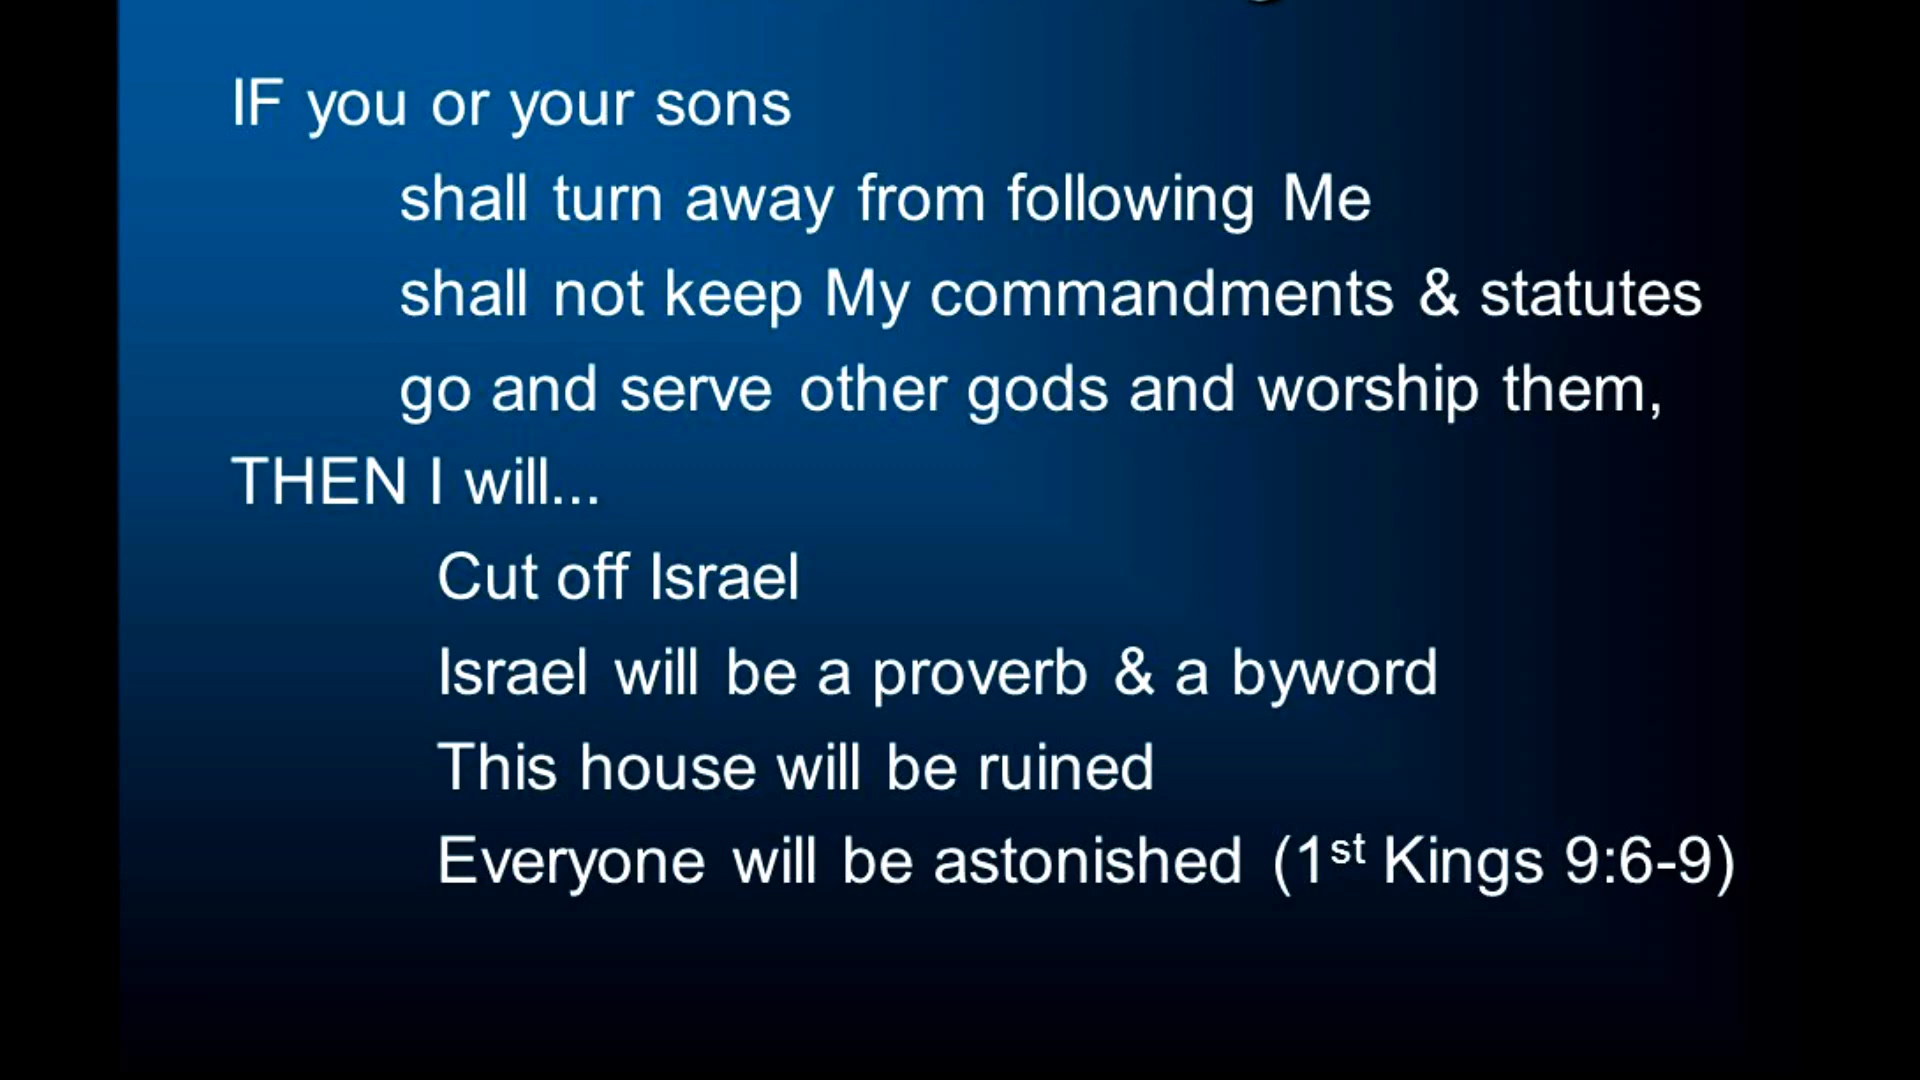 IF you or your sons
shall turn away from following Me
shall not keep My commandments & statutes
go and serve other gods and worship them,
THEN I will...
Cut off Israel
Israel will be a proverb & a byword
This house will be ruined
Everyone will be astonished (1st Kings 9:6-9)